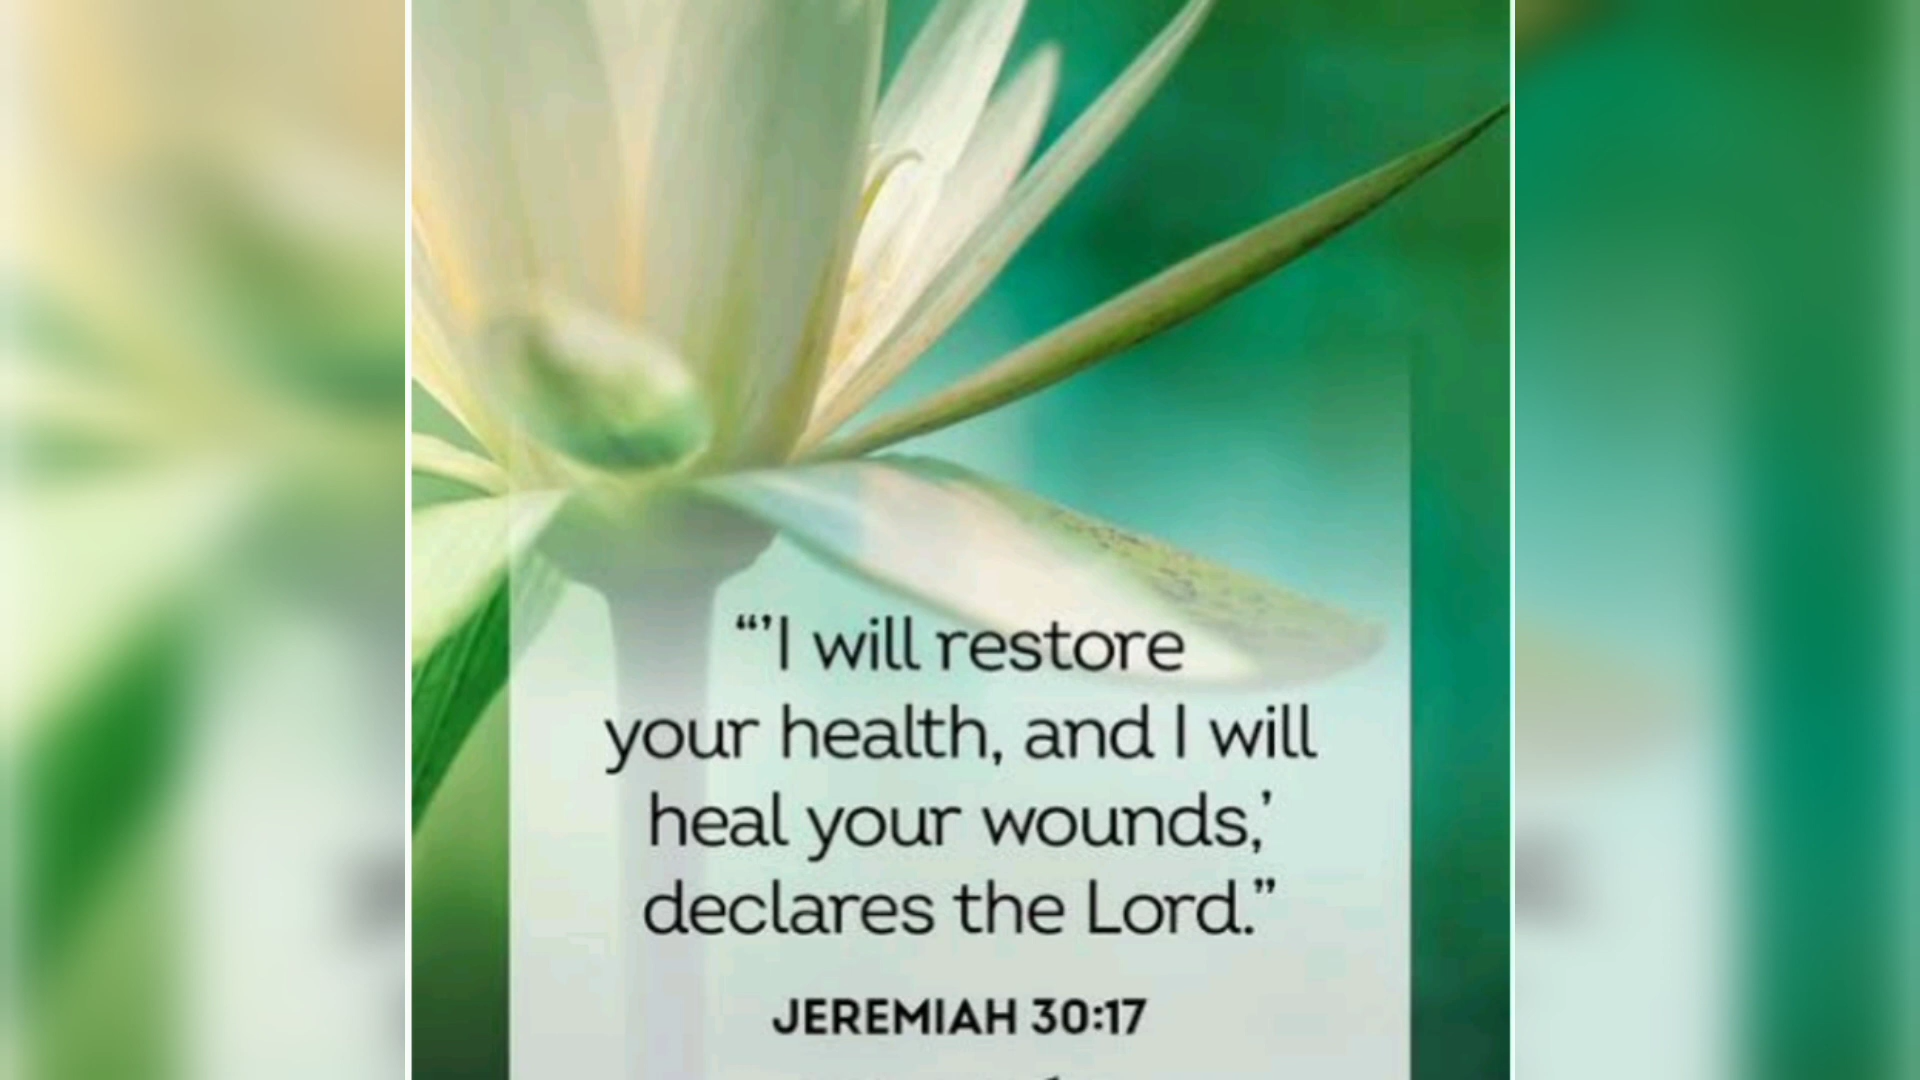 “’I will restore
your health, and I will
heal your wounds,’
declares the Lord.”
JEREMIAH 30:17